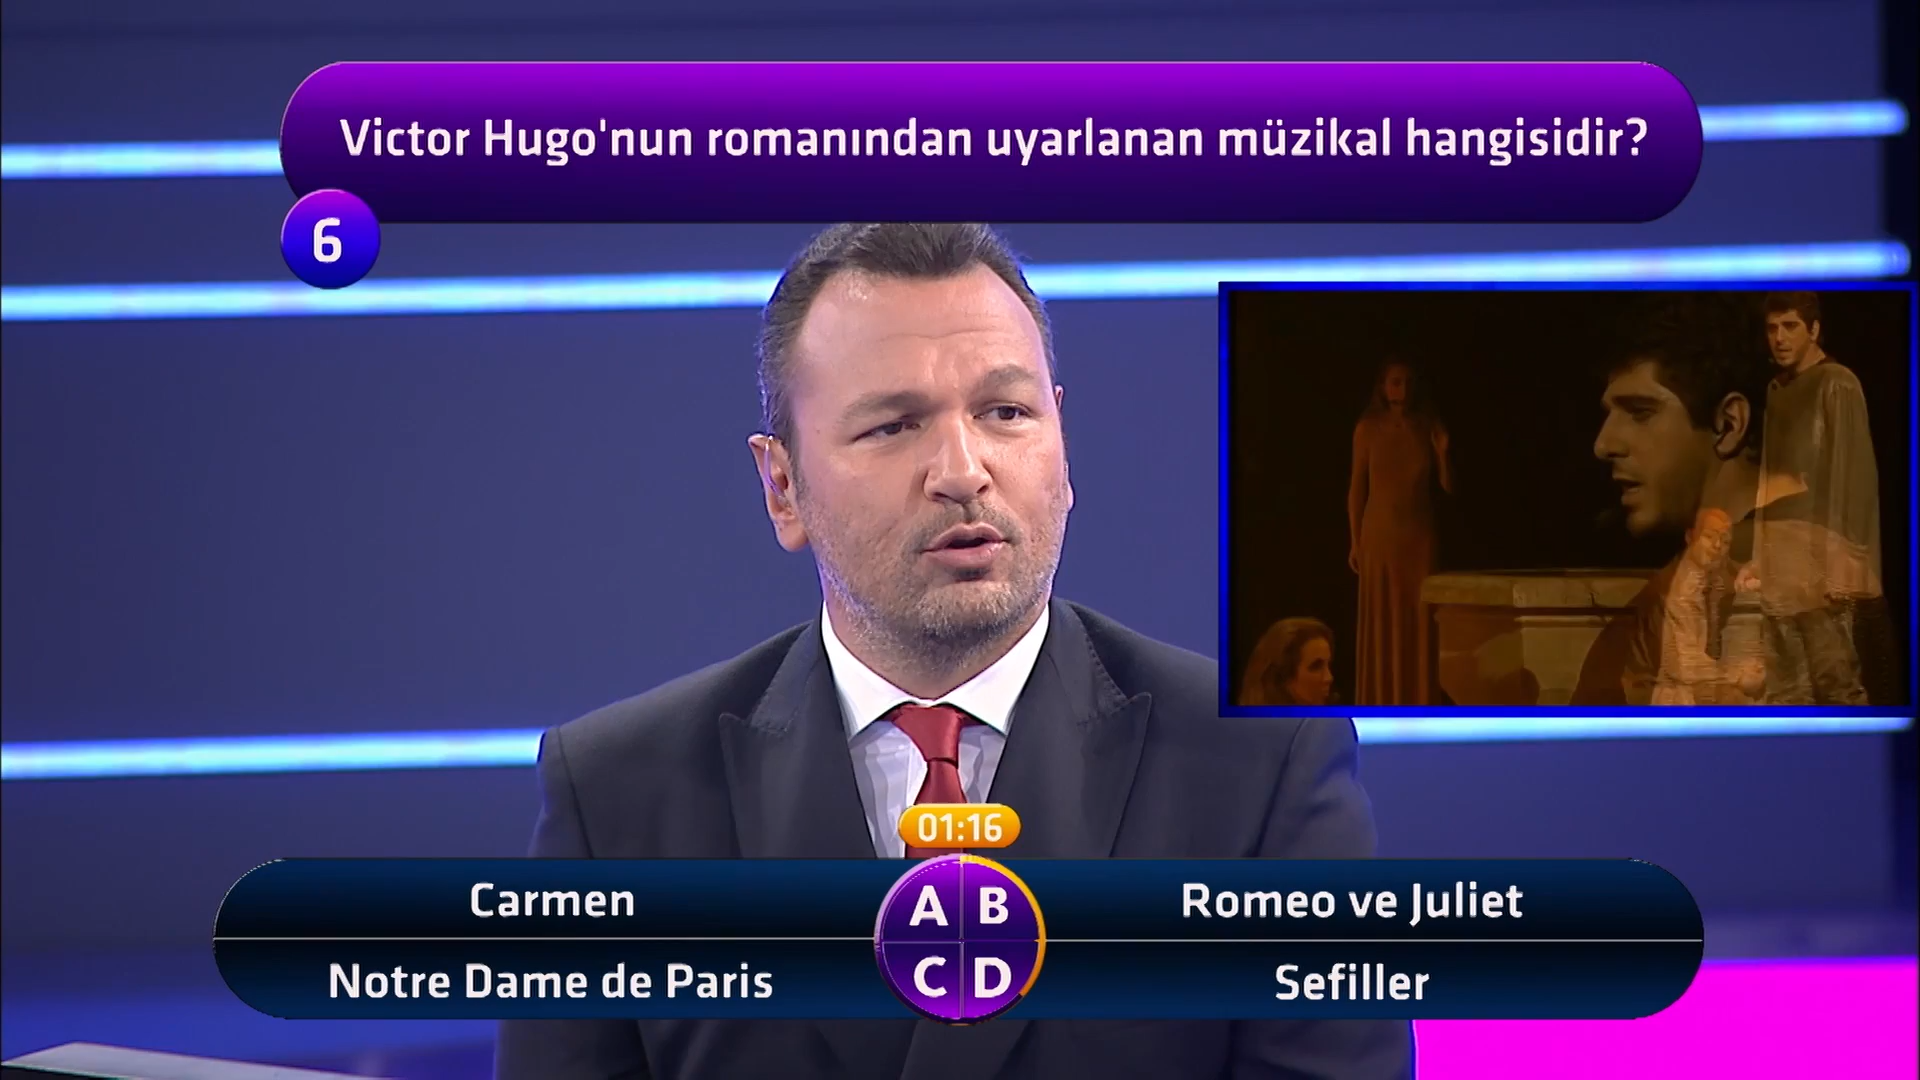 Victor Hugo'nun romanından uyarlanan müzikal hangisidir?
6
01:16
Carmen
A B
Romeo ve Juliet
Notre Dame de Paris
C D
Sefiller